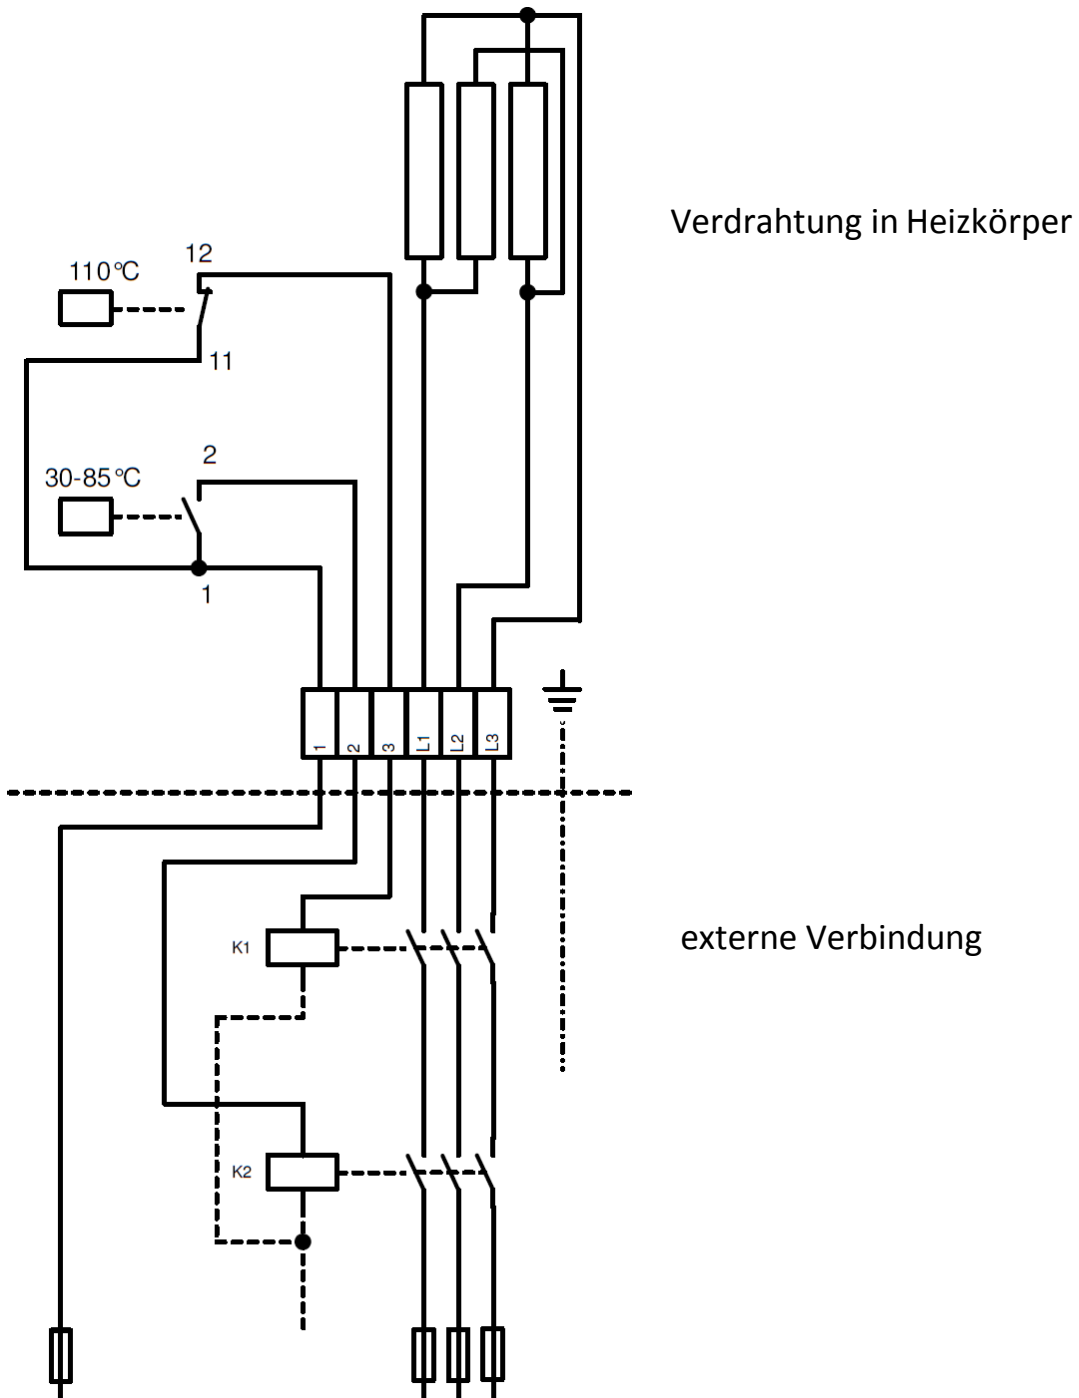 Verdrahtung in Heizkörper
12
110°C
11
2
30-85°C
1
1 2 3 L1 L2 L3
externe Verbindung
K1
K2